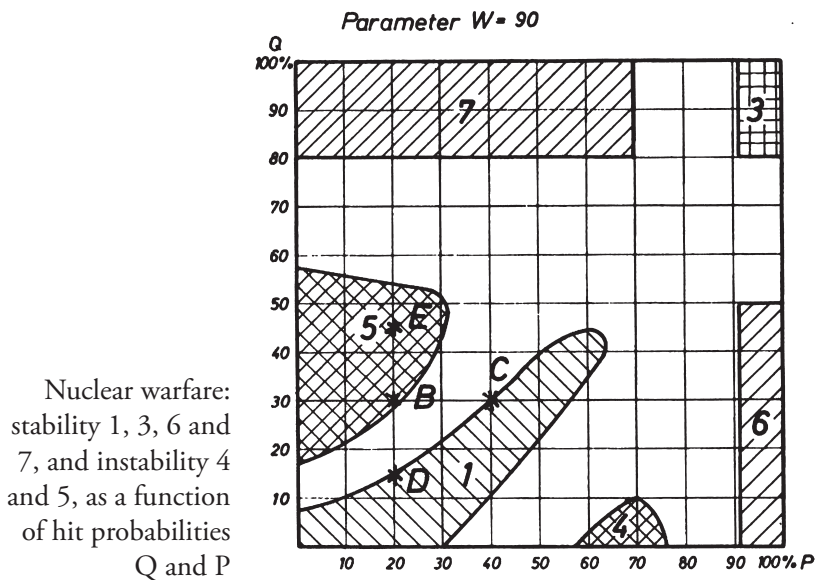 Parameter W= 90
Q
100%
90
80
70
60
50
40
30
20
10
10 20 30 40 50 60 70 80 90 100% P
7
3
5
E
B
C
D
1
4
6
Nuclear warfare:
stability 1, 3, 6 and
7, and instability 4
and 5, as a function
of hit probabilities
Q and P